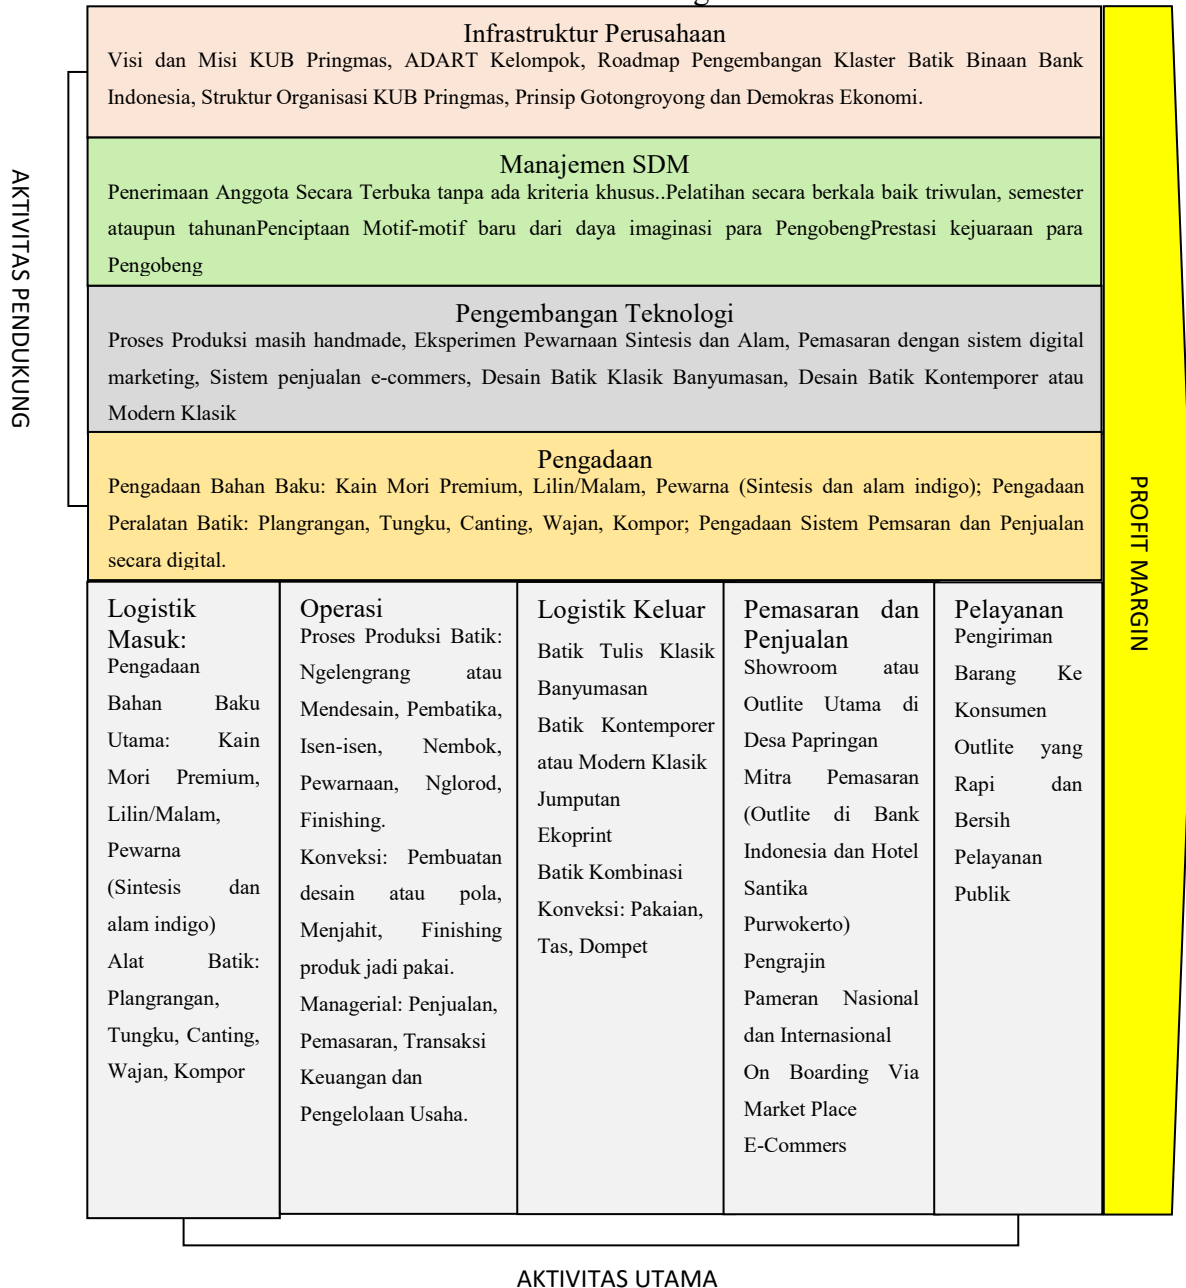 Infrastruktur Perusahaan
Visi dan Misi KUB Pringmas, ADART Kelompok, Roadmap Pengembangan Klaster Batik Binaan Bank
Indonesia, Struktur Organisasi KUB Pringmas, Prinsip Gotongroyong dan Demokras Ekonomi.
Manajemen SDM
Penerimaan Anggota Secara Terbuka tanpa ada kriteria khusus..Pelatihan secara berkala baik triwulan, semester
ataupun tahunanPenciptaan Motif-motif baru dari daya imaginasi para PengobengPrestasi kejuaraan para
Pengobeng
Pengembangan Teknologi
Proses Produksi masih handmade, Eksperimen Pewarnaan Sintesis dan Alam, Pemasaran dengan sistem digital
marketing, Sistem penjualan e-commers, Desain Batik Klasik Banyumasan, Desain Batik Kontemporer atau
Modern Klasik
Pengadaan
Pengadaan Bahan Baku: Kain Mori Premium, Lilin/Malam, Pewarna (Sintesis dan alam indigo); Pengadaan
Peralatan Batik: Plangrangan, Tungku, Canting, Wajan, Kompor; Pengadaan Sistem Pemsaran dan Penjualan
secara digital.
AKTIVITAS PENDUKUNG
Logistik
Masuk:
Pengadaan
Bahan Baku
Utama: Kain
Mori Premium,
Lilin/Malam,
Pewarna
(Sintesis dan
alam indigo)
Alat Batik:
Plangrangan,
Tungku, Canting,
Wajan, Kompor
Operasi
Proses Produksi Batik:
Ngelengrang atau
Mendesain, Pembatika,
Isen-isen, Nembok,
Pewarnaan, Nglorod,
Finishing.
Konveksi: Pembuatan
desain atau pola,
Menjahit, Finishing
produk jadi pakai.
Managerial: Penjualan,
Pemasaran, Transaksi
Keuangan dan
Pengelolaan Usaha.
Logistik Keluar
Batik Tulis Klasik
Banyumasan
Batik Kontemporer
atau Modern Klasik
Jumputan
Ekoprint
Batik Kombinasi
Konveksi: Pakaian,
Tas, Dompet
Pemasaran dan
Penjualan
Showroom atau
Outlite Utama di
Desa Papringan
Mitra Pemasaran
(Outlite di Bank
Indonesia dan Hotel
Santika
Purwokerto)
Pengrajin
Pameran Nasional
dan Internasional
On Boarding Via
Market Place
E-Commers
Pelayanan
Pengiriman
Barang Ke
Konsumen
Outlite yang
Rapi dan
Bersih
Pelayanan
Publik
PROFIT MARGIN
AKTIVITAS UTAMA